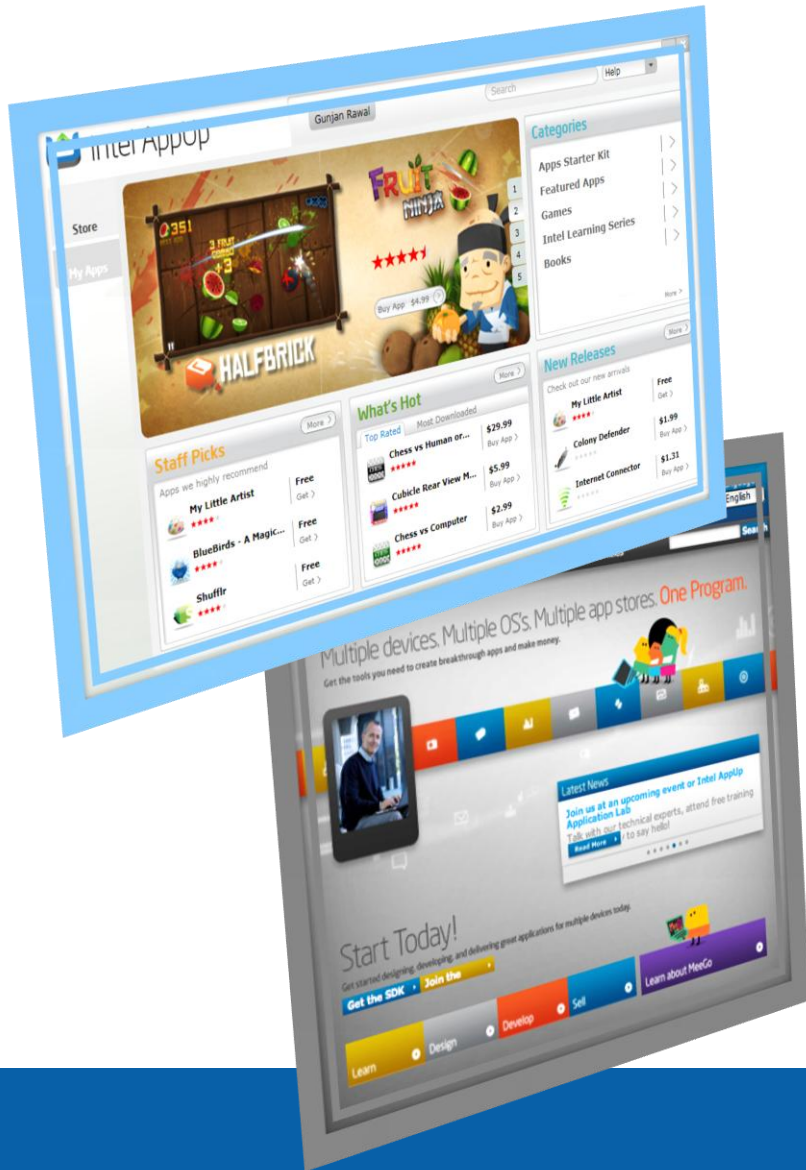 Intel AppUp
Gunjan Rawal
Search
Help
Store
My Apps
351
3 FRUIT
COMBO
+3
HALFBRICK
FRUIT
NINJA
Buy App $4.99
1
2
3
4
5
Categories
Apps Starter Kit
Featured Apps
Games
Intel Learning Series
Books
More >
Staff Picks
More >
Apps we highly recommend
My Little Artist
Free
Get >
BlueBirds - A Magic...
Free
Get >
Shufflr
Free
Get >
What's Hot
More >
Top Rated
Most Downloaded
Chess vs Human or...
$29.99
Buy App >
Cubicle Rear View M...
$5.99
Buy App >
Chess vs Computer
$2.99
Buy App >
New Releases
More >
Check out our new arrivals
My Little Artist
Free
Get >
Colony Defender
$1.99
Buy App >
Internet Connector
$1.31
Buy App >
English
Search
Multiple devices. Multiple OS's. Multiple app stores. One Program.
Get the tools you need to create breakthrough apps and make money.
Latest News
Join us at an upcoming event or Intel AppUp
Application Lab
Talk with our technical experts, attend free training
Read More
to say hello!
Start Today!
Get started designing, developing, and delivering great applications for multiple devices today.
Get the SDK
Join the
Learn
Design
Develop
Sell
Learn about MeeGo